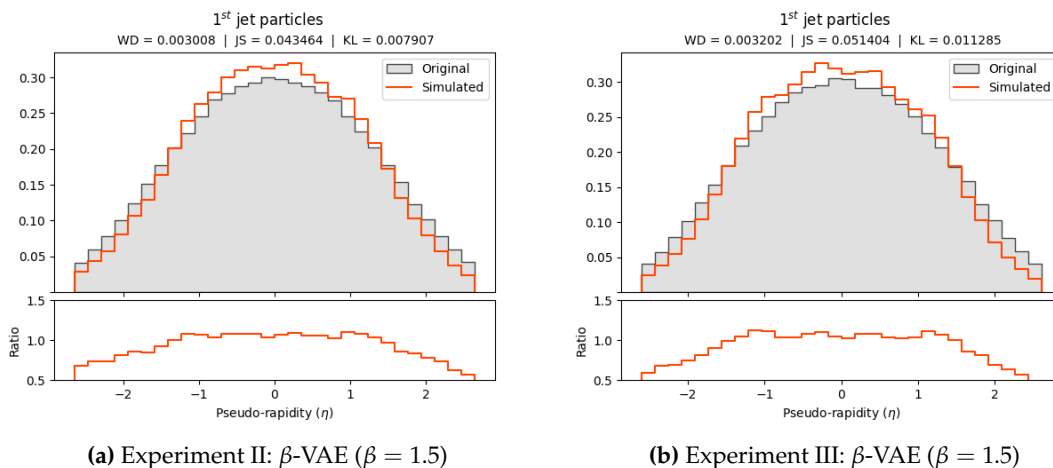 1st jet particles
WD = 0.003008 | JS = 0.043464 | KL = 0.007907
Original
Simulated
0.30
0.25
0.20
0.15
0.10
0.05
1.5
1.0
0.5
Ratio
−2 −1 0 1 2
Pseudo-rapidity (η)
(a) Experiment II: β-VAE (β = 1.5)
1st jet particles
WD = 0.003202 | JS = 0.051404 | KL = 0.011285
Original
Simulated
0.30
0.25
0.20
0.15
0.10
0.05
1.5
1.0
0.5
Ratio
−2 −1 0 1 2
Pseudo-rapidity (η)
(b) Experiment III: β-VAE (β = 1.5)